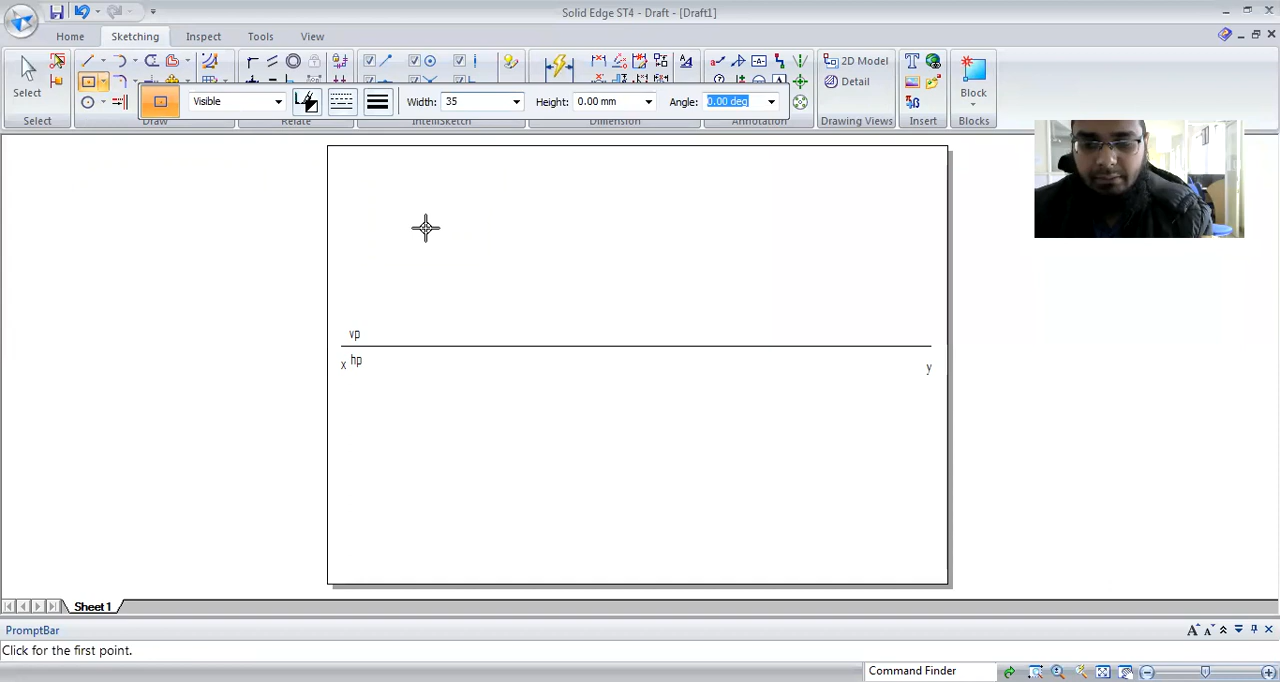 Solid Edge ST4 - Draft - [Draft1]
Home Sketching Inspect Tools View
2D Model
Detail
Select
Block
Visible
Width: 35
Height: 0.00 mm
Angle: 0.00 deg
Select Draw Relate IntelliSketch Dimension Annotation Drawing Views Insert Blocks
vp
x hp
y
Sheet1
PromptBar
Click for the first point.
Command Finder